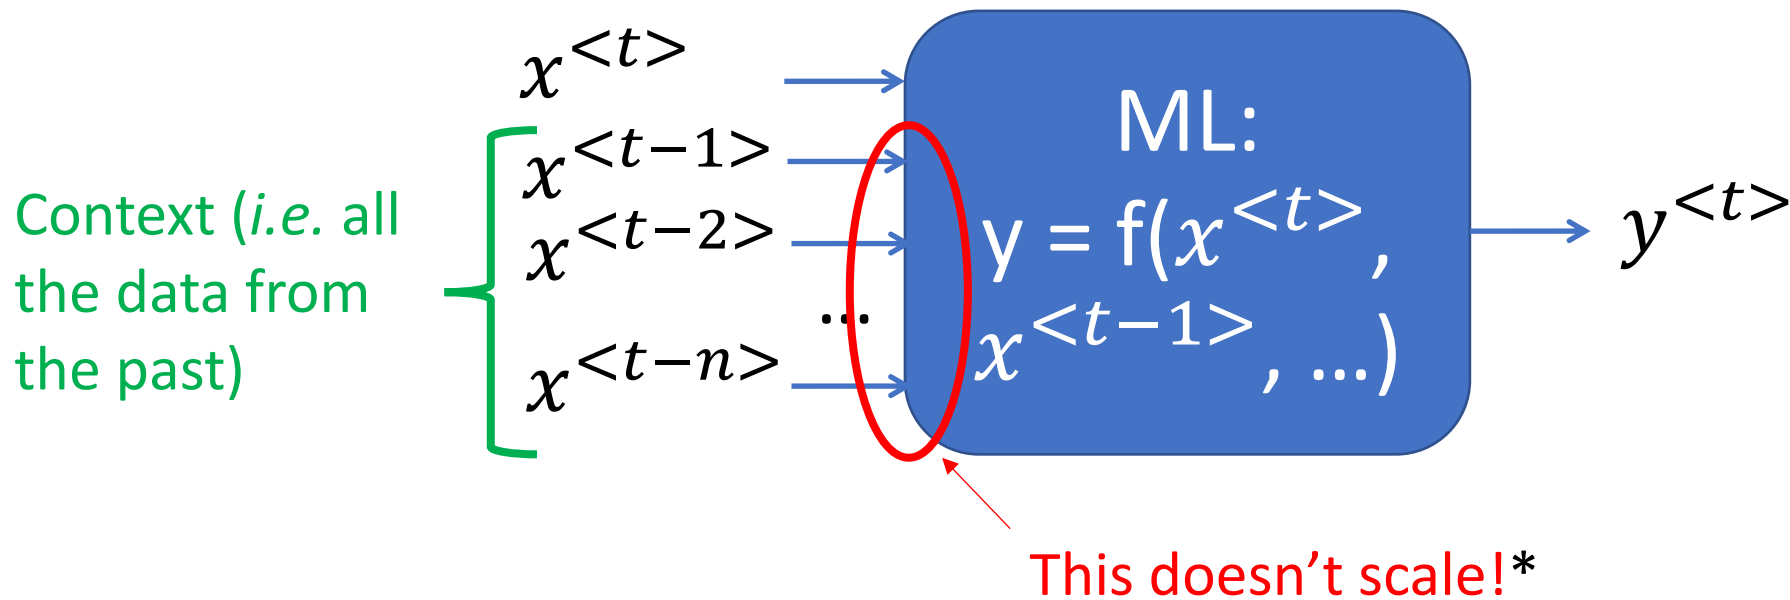 x<t>
x<t−1>
x<t−2>
...
x<t−n>
Context (i.e. all
the data from
the past)
ML:
y = f(x<t>,
x<t−1>, ...)
y<t>
This doesn’t scale!*